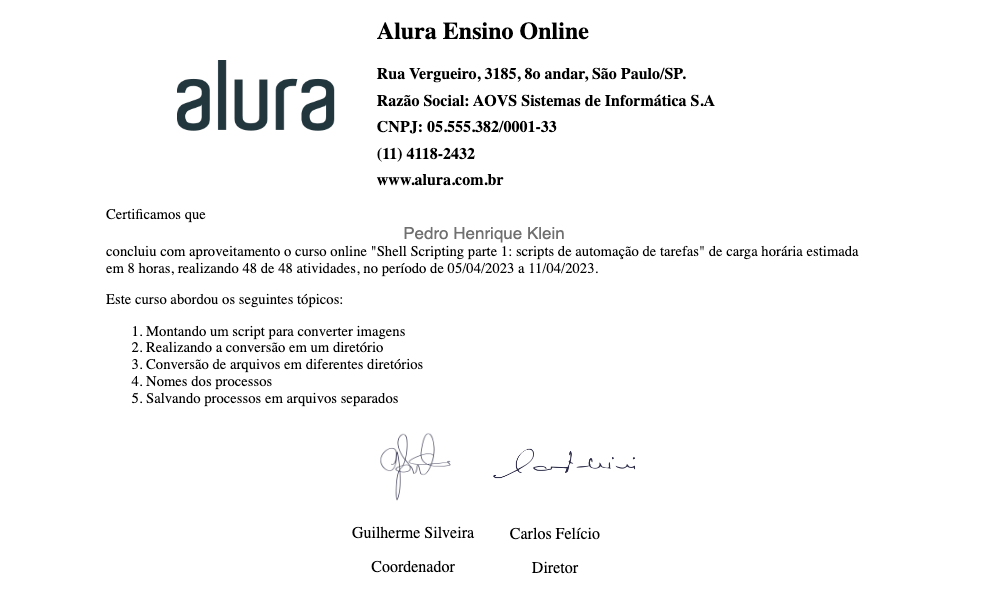 Alura Ensino Online
alura
Rua Vergueiro, 3185, 8o andar, São Paulo/SP.
Razão Social: AOVS Sistemas de Informática S.A
CNPJ: 05.555.382/0001-33
(11) 4118-2432
www.alura.com.br
Certificamos que
Pedro Henrique Klein
concluiu com aproveitamento o curso online "Shell Scripting parte 1: scripts de automação de tarefas" de carga horária estimada
em 8 horas, realizando 48 de 48 atividades, no período de 05/04/2023 a 11/04/2023.
Este curso abordou os seguintes tópicos:
1. Montando um script para converter imagens
2. Realizando a conversão em um diretório
3. Conversão de arquivos em diferentes diretórios
4. Nomes dos processos
5. Salvando processos em arquivos separados
Guilherme Silveira
Carlos Felício
Coordenador
Diretor